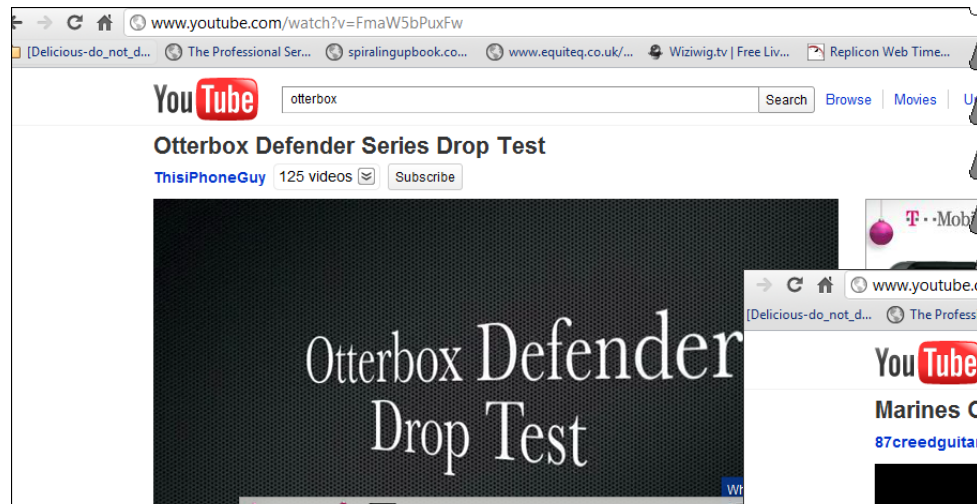 www.youtube.com/watch?v=FmaW5bPuxFw
[Delicious-do_not_d... The Professional Ser... spiralingupbook.co... www.equiteq.co.uk/... Wiziwig.tv | Free Liv... Replicon Web Time...
YouTube otterbox Search Browse Movies
Otterbox Defender Series Drop Test
ThisiPhoneGuy 125 videos Subscribe
T··Mobi
Otterbox Defender
Drop Test
www.youtube.c
[Delicious-do_not_d... The Profess
YouTube
Marines
87creedguita